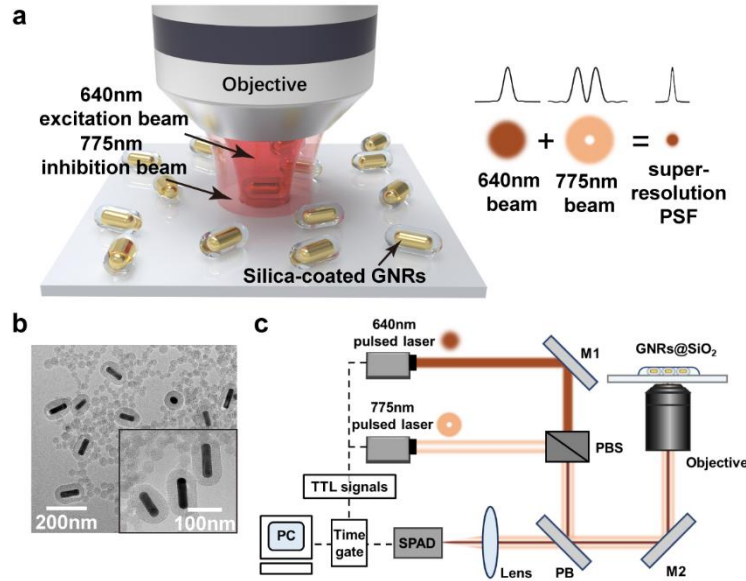 a
Objective
640nm
excitation beam
775nm
inhibition beam
Silica-coated GNRs
+
=
640nm
beam
775nm
beam
super-
resolution
PSF
b
200nm
100nm
c
640nm
pulsed laser
M1
GNRs@SiO₂
775nm
pulsed laser
PBS
Objective
TTL signals
PC
Time
gate
SPAD
Lens
PB
M2